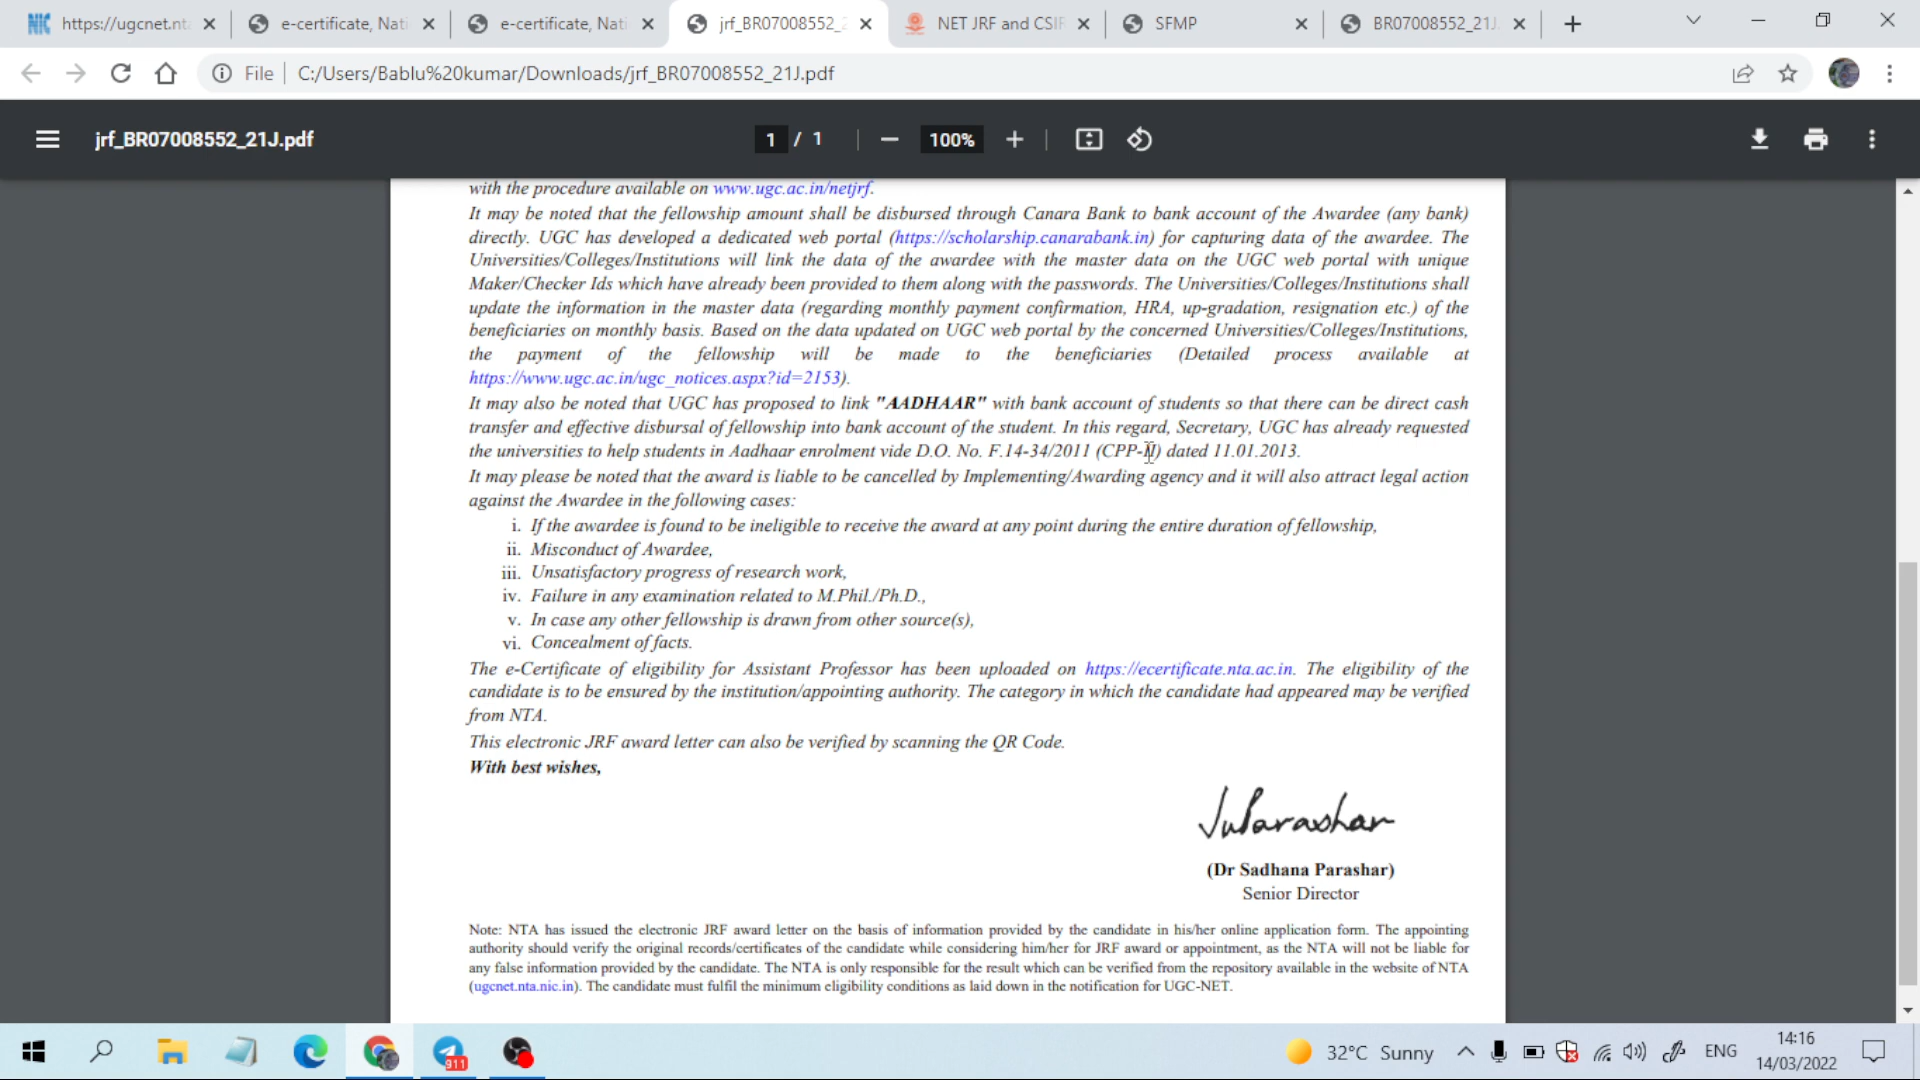 https://ugcnet.nt
e-certificate, Nati
e-certificate, Nati
jrf_BR07008552_2
NET JRF and CSIR
SFMP
BR07008552_21J.
File
C:/Users/Bablu%20kumar/Downloads/jrf_BR07008552_21J.pdf
jrf_BR07008552_21J.pdf
1 / 1
100%
with the procedure available on www.ugc.ac.in/netjrf.
It may be noted that the fellowship amount shall be disbursed through Canara Bank to bank account of the Awardee (any bank)
directly. UGC has developed a dedicated web portal (https://scholarship.canarabank.in) for capturing data of the awardee. The
Universities/Colleges/Institutions will link the data of the awardee with the master data on the UGC web portal with unique
Maker/Checker Ids which have already been provided to them along with the passwords. The Universities/Colleges/Institutions shall
update the information in the master data (regarding monthly payment confirmation, HRA, up-gradation, resignation etc.) of the
beneficiaries on monthly basis. Based on the data updated on UGC web portal by the concerned Universities/Colleges/Institutions,
the payment of the fellowship will be made to the beneficiaries (Detailed process available at
https://www.ugc.ac.in/ugc_notices.aspx?id=2153).
It may also be noted that UGC has proposed to link "AADHAAR" with bank account of students so that there can be direct cash
transfer and effective disbursal of fellowship into bank account of the student. In this regard, Secretary, UGC has already requested
the universities to help students in Aadhaar enrolment vide D.O. No. F.14-34/2011 (CPP-II) dated 11.01.2013.
It may please be noted that the award is liable to be cancelled by Implementing/Awarding agency and it will also attract legal action
against the Awardee in the following cases:
i. If the awardee is found to be ineligible to receive the award at any point during the entire duration of fellowship,
ii. Misconduct of Awardee,
iii. Unsatisfactory progress of research work,
iv. Failure in any examination related to M.Phil./Ph.D.,
v. In case any other fellowship is drawn from other source(s),
vi. Concealment of facts.
The e-Certificate of eligibility for Assistant Professor has been uploaded on https://ecertificate.nta.ac.in. The eligibility of the
candidate is to be ensured by the institution/appointing authority. The category in which the candidate had appeared may be verified
from NTA.
This electronic JRF award letter can also be verified by scanning the QR Code.
With best wishes,
(Dr Sadhana Parashar)
Senior Director
Note: NTA has issued the electronic JRF award letter on the basis of information provided by the candidate in his/her online application form. The appointing
authority should verify the original records/certificates of the candidate while considering him/her for JRF award or appointment, as the NTA will not be liable for
any false information provided by the candidate. The NTA is only responsible for the result which can be verified from the repository available in the website of NTA
(ugcnet.nta.nic.in). The candidate must fulfil the minimum eligibility conditions as laid down in the notification for UGC-NET.
911
32°C Sunny
ENG
14:16
14/03/2022